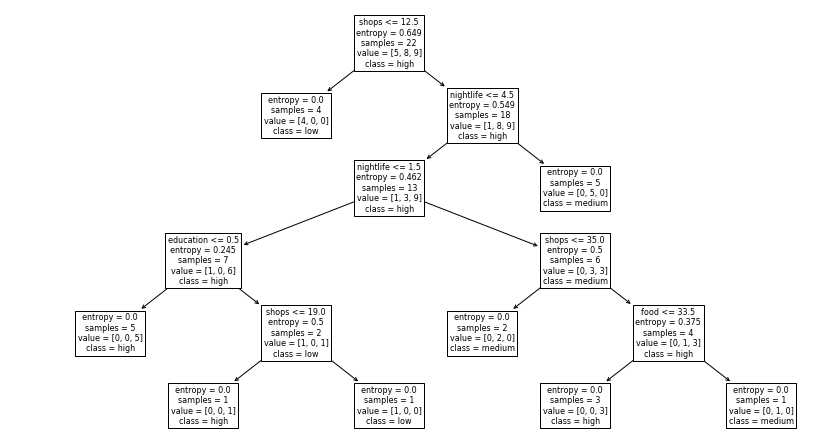 shops <= 12.5
entropy = 0.649
samples = 22
value = [5, 8, 9]
class = high
entropy = 0.0
samples = 4
value = [4, 0, 0]
class = low
nightlife <= 4.5
entropy = 0.549
samples = 18
value = [1, 8, 9]
class = high
nightlife <= 1.5
entropy = 0.462
samples = 13
value = [1, 3, 9]
class = high
entropy = 0.0
samples = 5
value = [0, 5, 0]
class = medium
education <= 0.5
entropy = 0.245
samples = 7
value = [1, 0, 6]
class = high
shops <= 35.0
entropy = 0.5
samples = 6
value = [0, 3, 3]
class = medium
entropy = 0.0
samples = 5
value = [0, 0, 5]
class = high
shops <= 19.0
entropy = 0.5
samples = 2
value = [1, 0, 1]
class = low
entropy = 0.0
samples = 2
value = [0, 2, 0]
class = medium
food <= 33.5
entropy = 0.375
samples = 4
value = [0, 1, 3]
class = high
entropy = 0.0
samples = 1
value = [0, 0, 1]
class = high
entropy = 0.0
samples = 1
value = [1, 0, 0]
class = low
entropy = 0.0
samples = 3
value = [0, 0, 3]
class = high
entropy = 0.0
samples = 1
value = [0, 1, 0]
class = medium